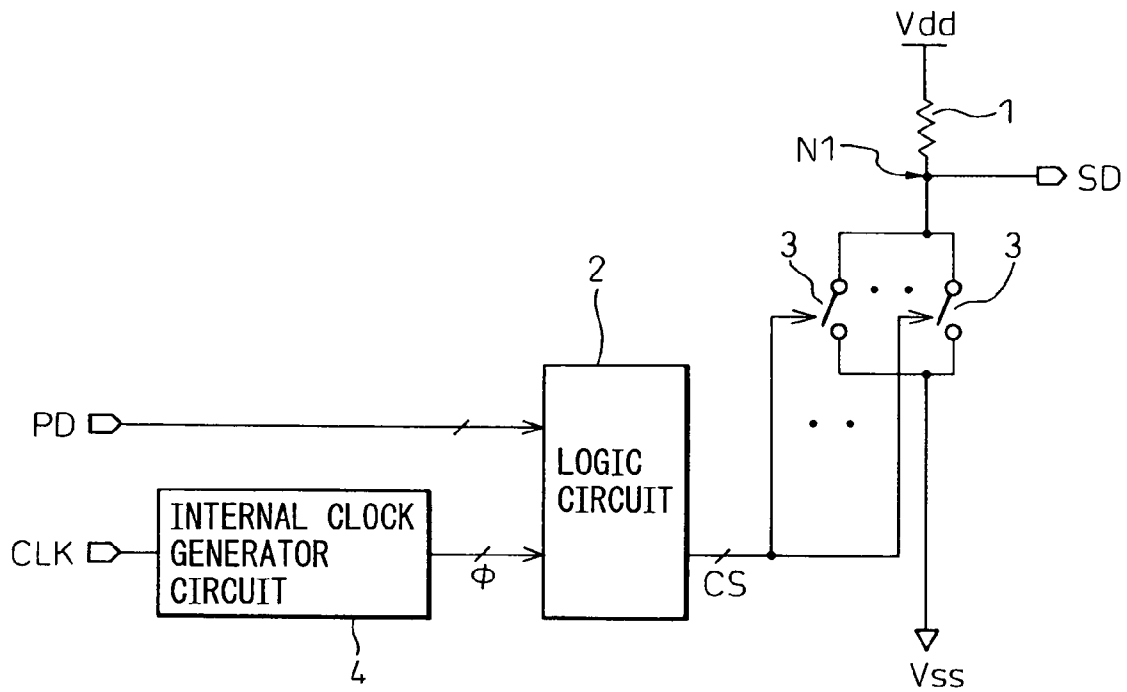 Vdd
1
N1
SD
3
3
2
PD
LOGIC
CIRCUIT
INTERNAL CLOCK
GENERATOR
CIRCUIT
CLK
Φ
CS
4
Vss